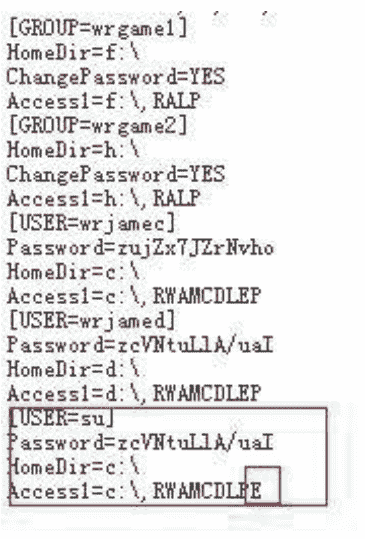 [GROUP=wrgame1]
HomeDir=f:\
ChangePassword=YES
Access1=f:\,RALP
[GROUP=wrgame2]
HomeDir=h:\
ChangePassword=YES
Access1=h:\,RALP
[USER=wrjamec]
Password=zujZx7JZrNvho
HomeDir=c:\
Access1=c:\,RWAMCDLEP
[USER=wrjamed]
Password=zcVNtuLlA/uaI
HomeDir=d:\
Access1=d:\,RWAMCDLEP
[USER=su]
Password=zcVNtuLlA/uaI
HomeDir=c:\
Access1=c:\,RWAMCDLPE